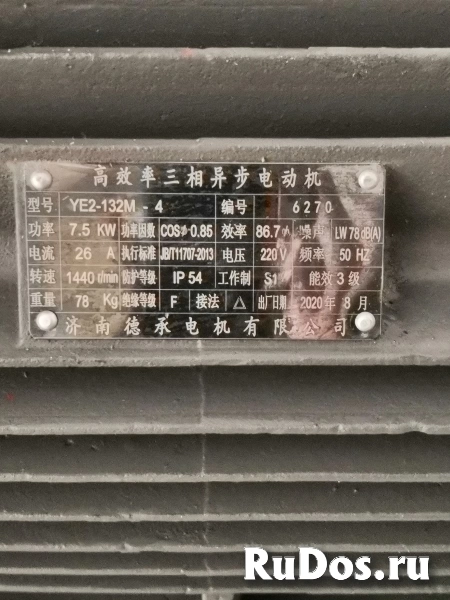 高效率三相异步电动机
型号 YE2-132M-4 编号 6270
功率 7.5 KW 功率因数 COSφ 0.85 效率 86.7 噪声 LW 78 dB(A)
电流 26 A 执行标准 JB/T11707-2013 电压 220 V 频率 50 HZ
转速 1440 r/min 防护等级 IP 54 工作制 S1 能效 3 级
重量 78 Kg 绝缘等级 F 接法 △ 出厂日期 2020年 8 月
济南德承电机有限公司
RuDos.ru